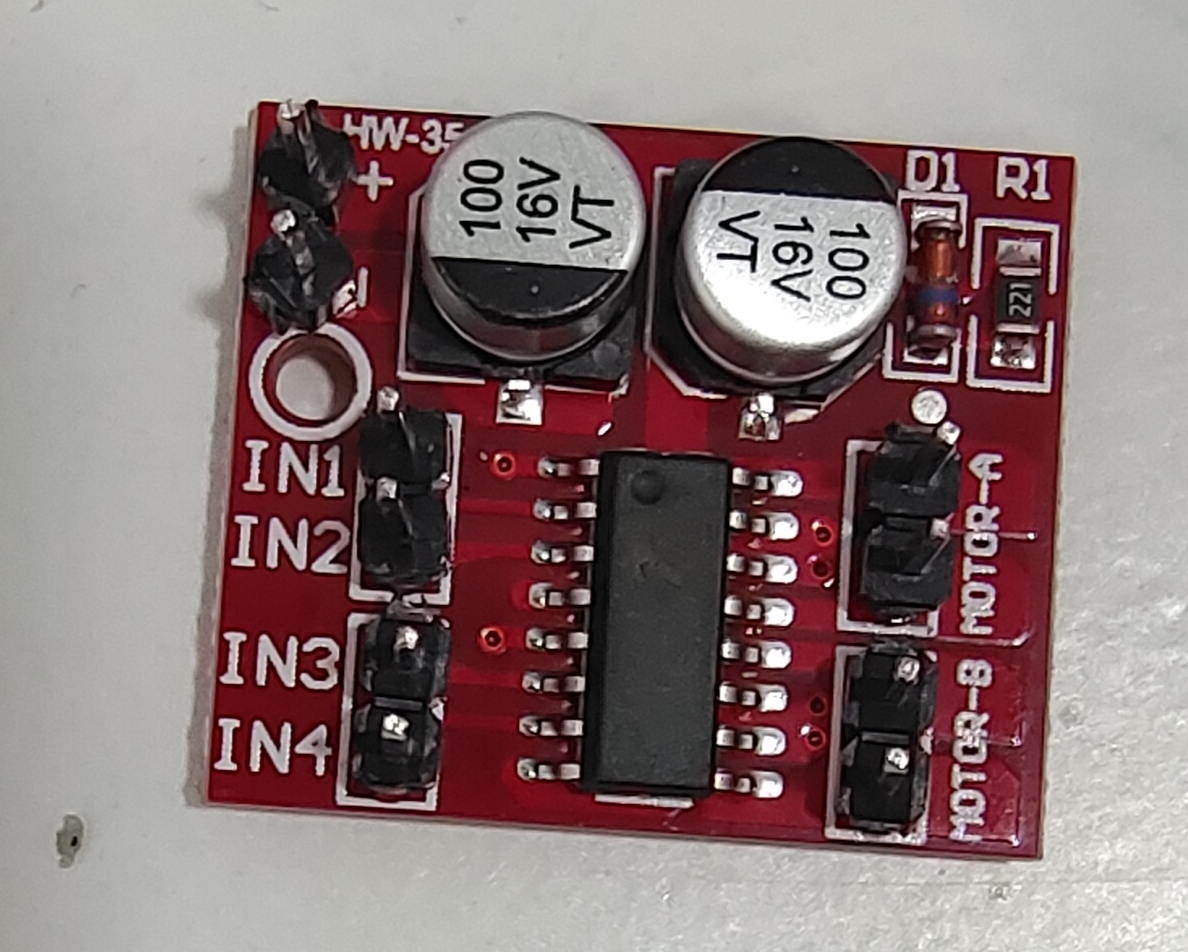 HW-35
+
-
100
16V
VT
100
16V
VT
D1
R1
221
IN1
IN2
IN3
IN4
MOTOR-A
MOTOR-B